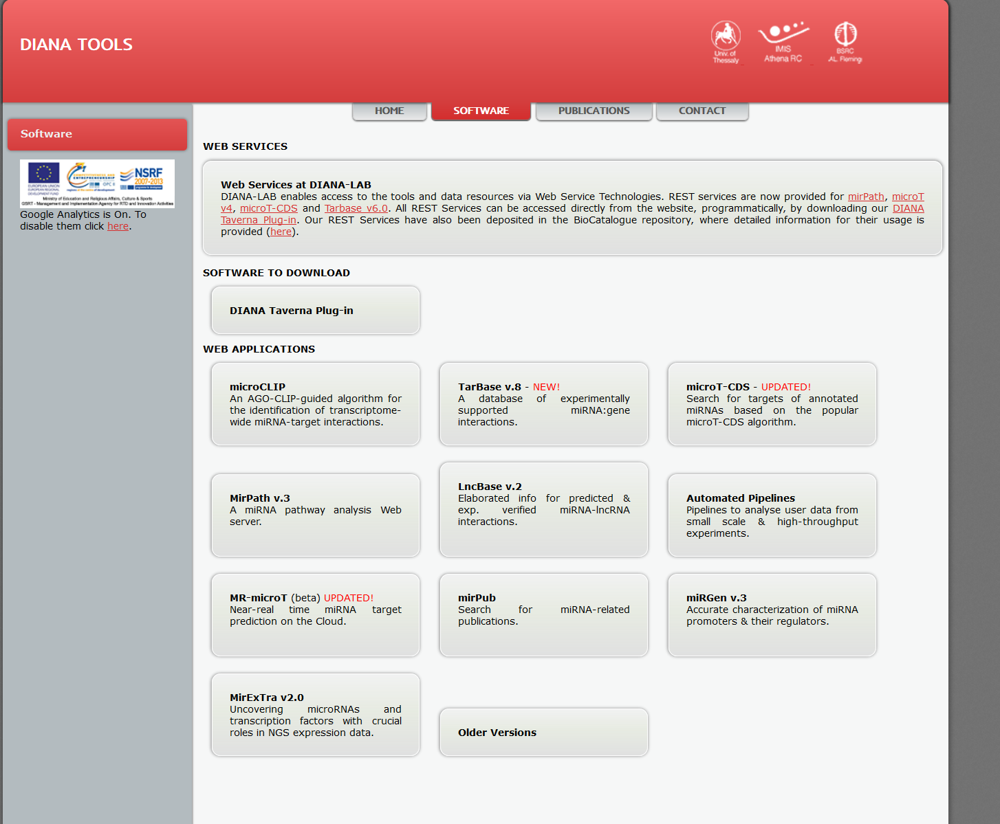 DIANA TOOLS
Univ. of
Thessaly
IMIS
Athena RC
BSRC
AL. Fleming
HOME
SOFTWARE
PUBLICATIONS
CONTACT
Software
EUROPEAN UNION
EUROPEAN REGIONAL
DEVELOPMENT FUND
COMPETITIVENESS AND
ENTREPRENEURSHIP
OPC II
NSRF
2007-2013
Ministry of Education and Religious Affairs, Culture & Sports
GSRT - Management and Implementation Agency for RTD and Innovation Activities
Google Analytics is On. To
disable them click here.
WEB SERVICES
Web Services at DIANA-LAB
DIANA-LAB enables access to the tools and data resources via Web Service Technologies. REST services are now provided for mirPath, microT
v4, microT-CDS and Tarbase v6.0. All REST Services can be accessed directly from the website, programmatically, by downloading our DIANA
Taverna Plug-in. Our REST Services have also been deposited in the BioCatalogue repository, where detailed information for their usage is
provided (here).
SOFTWARE TO DOWNLOAD
DIANA Taverna Plug-in
WEB APPLICATIONS
microCLIP
An AGO-CLIP-guided algorithm for
the identification of transcriptome-
wide miRNA-target interactions.
TarBase v.8 - NEW!
A database of experimentally
supported miRNA:gene
interactions.
microT-CDS - UPDATED!
Search for targets of annotated
miRNAs based on the popular
microT-CDS algorithm.
MirPath v.3
A miRNA pathway analysis Web
server.
LncBase v.2
Elaborated info for predicted &
exp. verified miRNA-lncRNA
interactions.
Automated Pipelines
Pipelines to analyse user data from
small scale & high-throughput
experiments.
MR-microT (beta) UPDATED!
Near-real time miRNA target
prediction on the Cloud.
mirPub
Search for miRNA-related
publications.
miRGen v.3
Accurate characterization of miRNA
promoters & their regulators.
MirExTra v2.0
Uncovering microRNAs and
transcription factors with crucial
roles in NGS expression data.
Older Versions